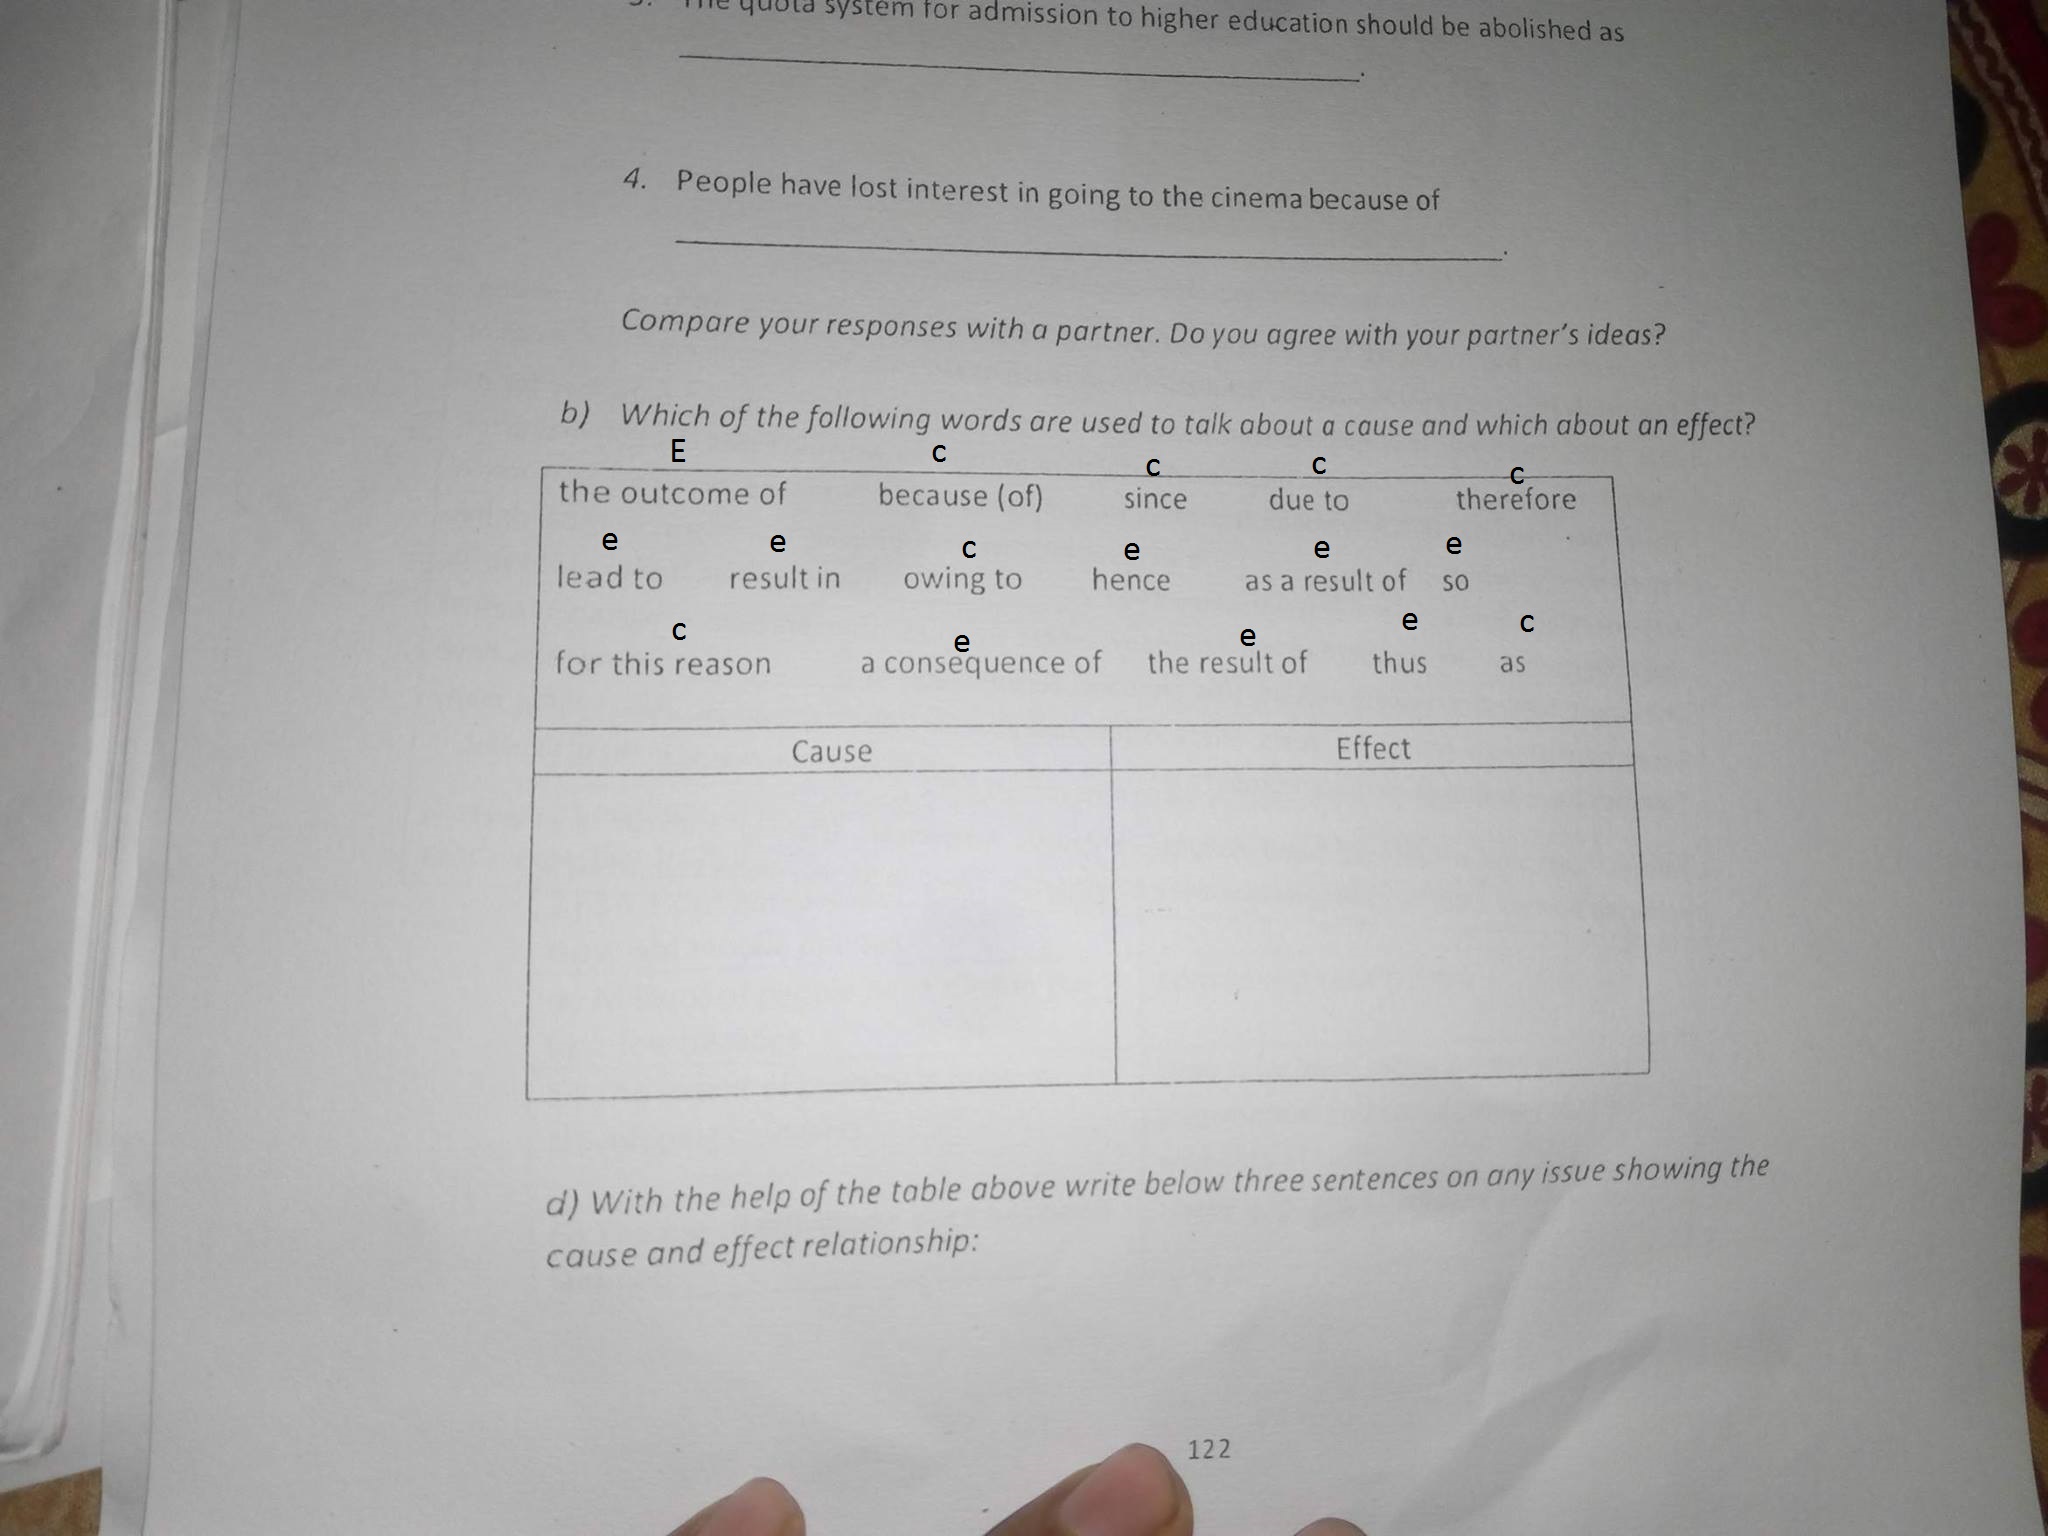 3. The quota system for admission to higher education should be abolished as
.
4. People have lost interest in going to the cinema because of
.
Compare your responses with a partner. Do you agree with your partner's ideas?
b) Which of the following words are used to talk about a cause and which about an effect?
E c c c c
the outcome of because (of) since due to therefore
e e c e e e
lead to result in owing to hence as a result of so
c e e e c
for this reason a consequence of the result of thus as
Cause Effect
d) With the help of the table above write below three sentences on any issue showing the
cause and effect relationship:
122